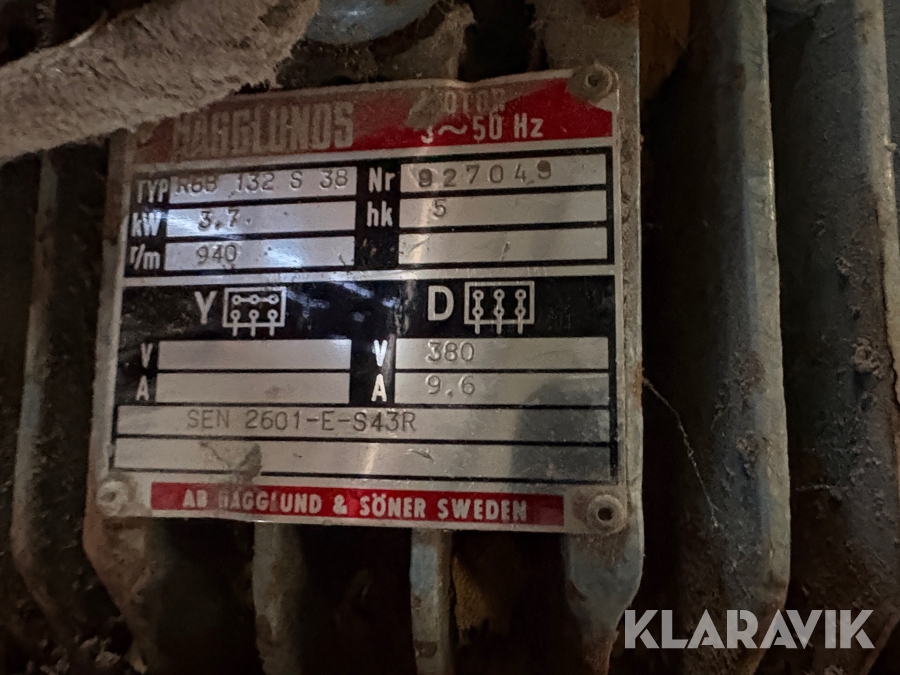 HÄGGLUNDS MOTOR
3~50 Hz
TYP R6B 132 S 38 Nr 927049
kW 3,7 hk 5
r/m 940
Y D
V V 380
A A 9,6
SEN 2601-E-S43R
AB HÄGGLUND & SÖNER SWEDEN
KLARAVIK